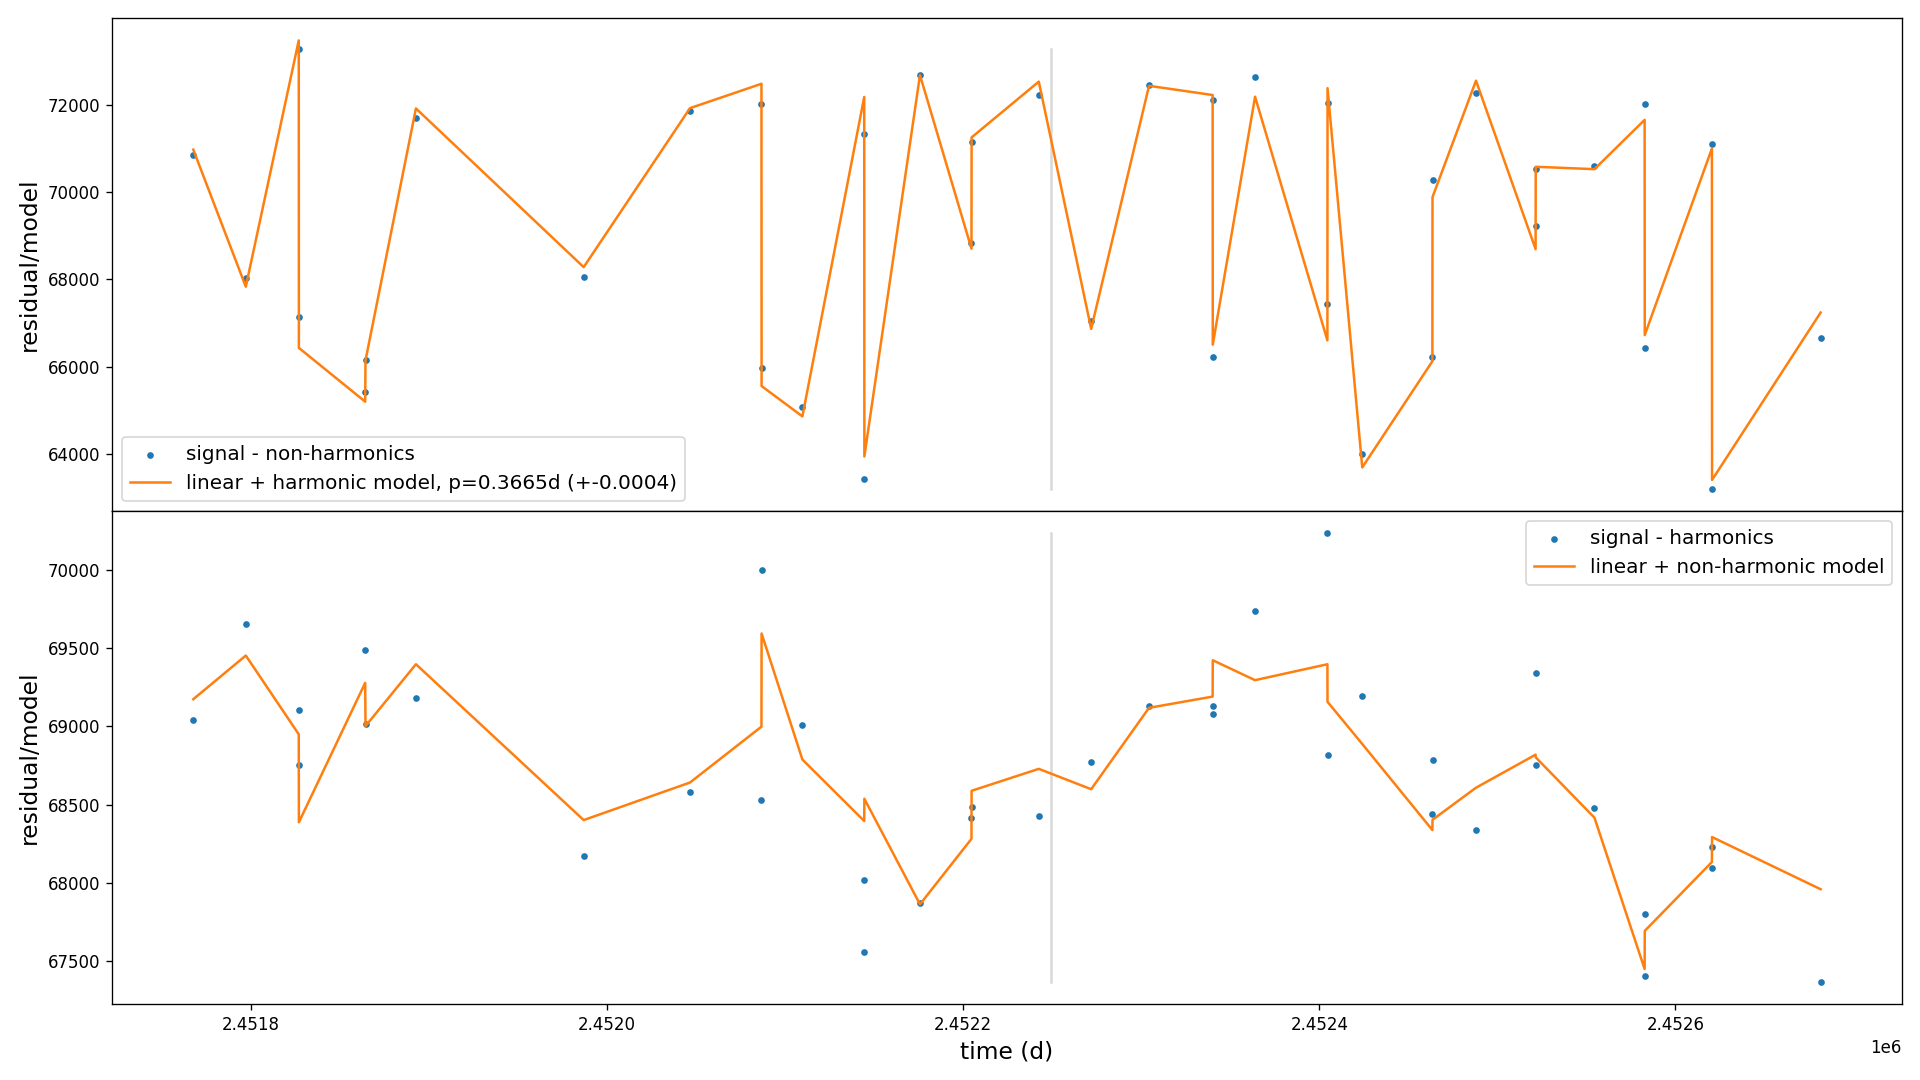 residual/model
72000
70000
68000
66000
64000
signal - non-harmonics
linear + harmonic model, p=0.3665d (+-0.0004)
residual/model
70000
69500
69000
68500
68000
67500
signal - harmonics
linear + non-harmonic model
2.4518 2.4520 2.4522 2.4524 2.4526
time (d)
1e6